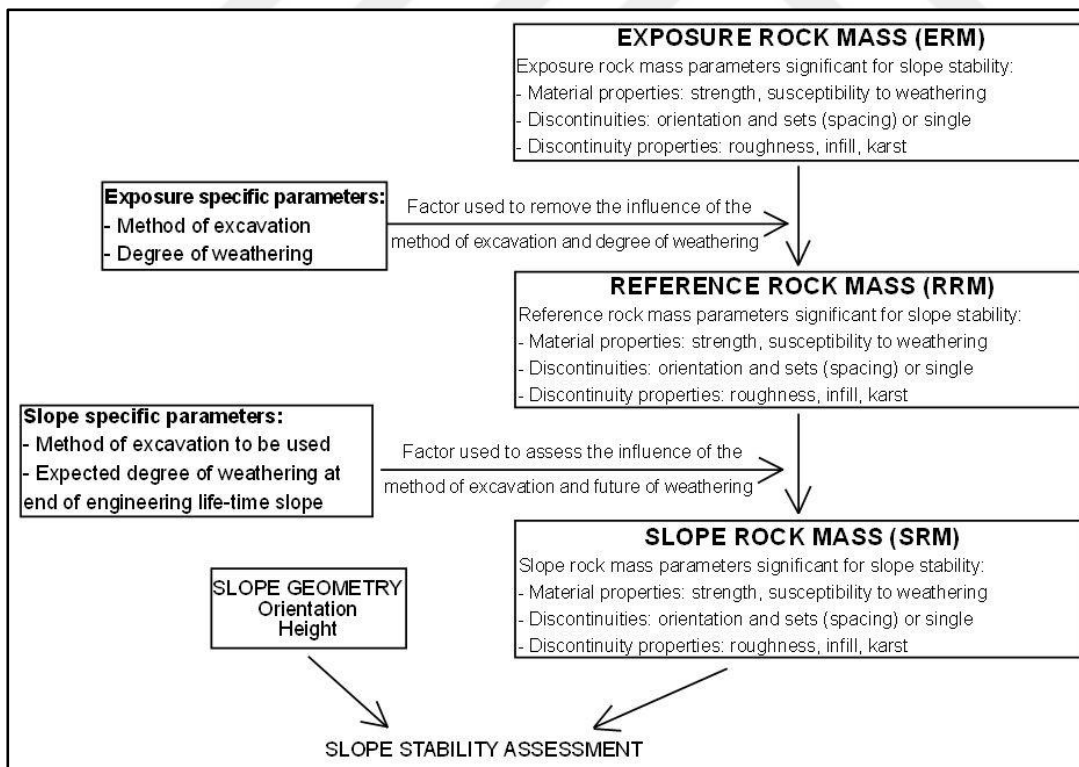 EXPOSURE ROCK MASS (ERM)
Exposure rock mass parameters significant for slope stability:
- Material properties: strength, susceptibility to weathering
- Discontinuities: orientation and sets (spacing) or single
- Discontinuity properties: roughness, infill, karst
Exposure specific parameters:
- Method of excavation
- Degree of weathering
Factor used to remove the influence of the
method of excavation and degree of weathering
REFERENCE ROCK MASS (RRM)
Reference rock mass parameters significant for slope stability:
- Material properties: strength, susceptibility to weathering
- Discontinuities: orientation and sets (spacing) or single
- Discontinuity properties: roughness, infill, karst
Slope specific parameters:
- Method of excavation to be used
- Expected degree of weathering at
end of engineering life-time slope
Factor used to assess the influence of the
method of excavation and future of weathering
SLOPE ROCK MASS (SRM)
Slope rock mass parameters significant for slope stability:
- Material properties: strength, susceptibility to weathering
- Discontinuities: orientation and sets (spacing) or single
- Discontinuity properties: roughness, infill, karst
SLOPE GEOMETRY
Orientation
Height
SLOPE STABILITY ASSESSMENT